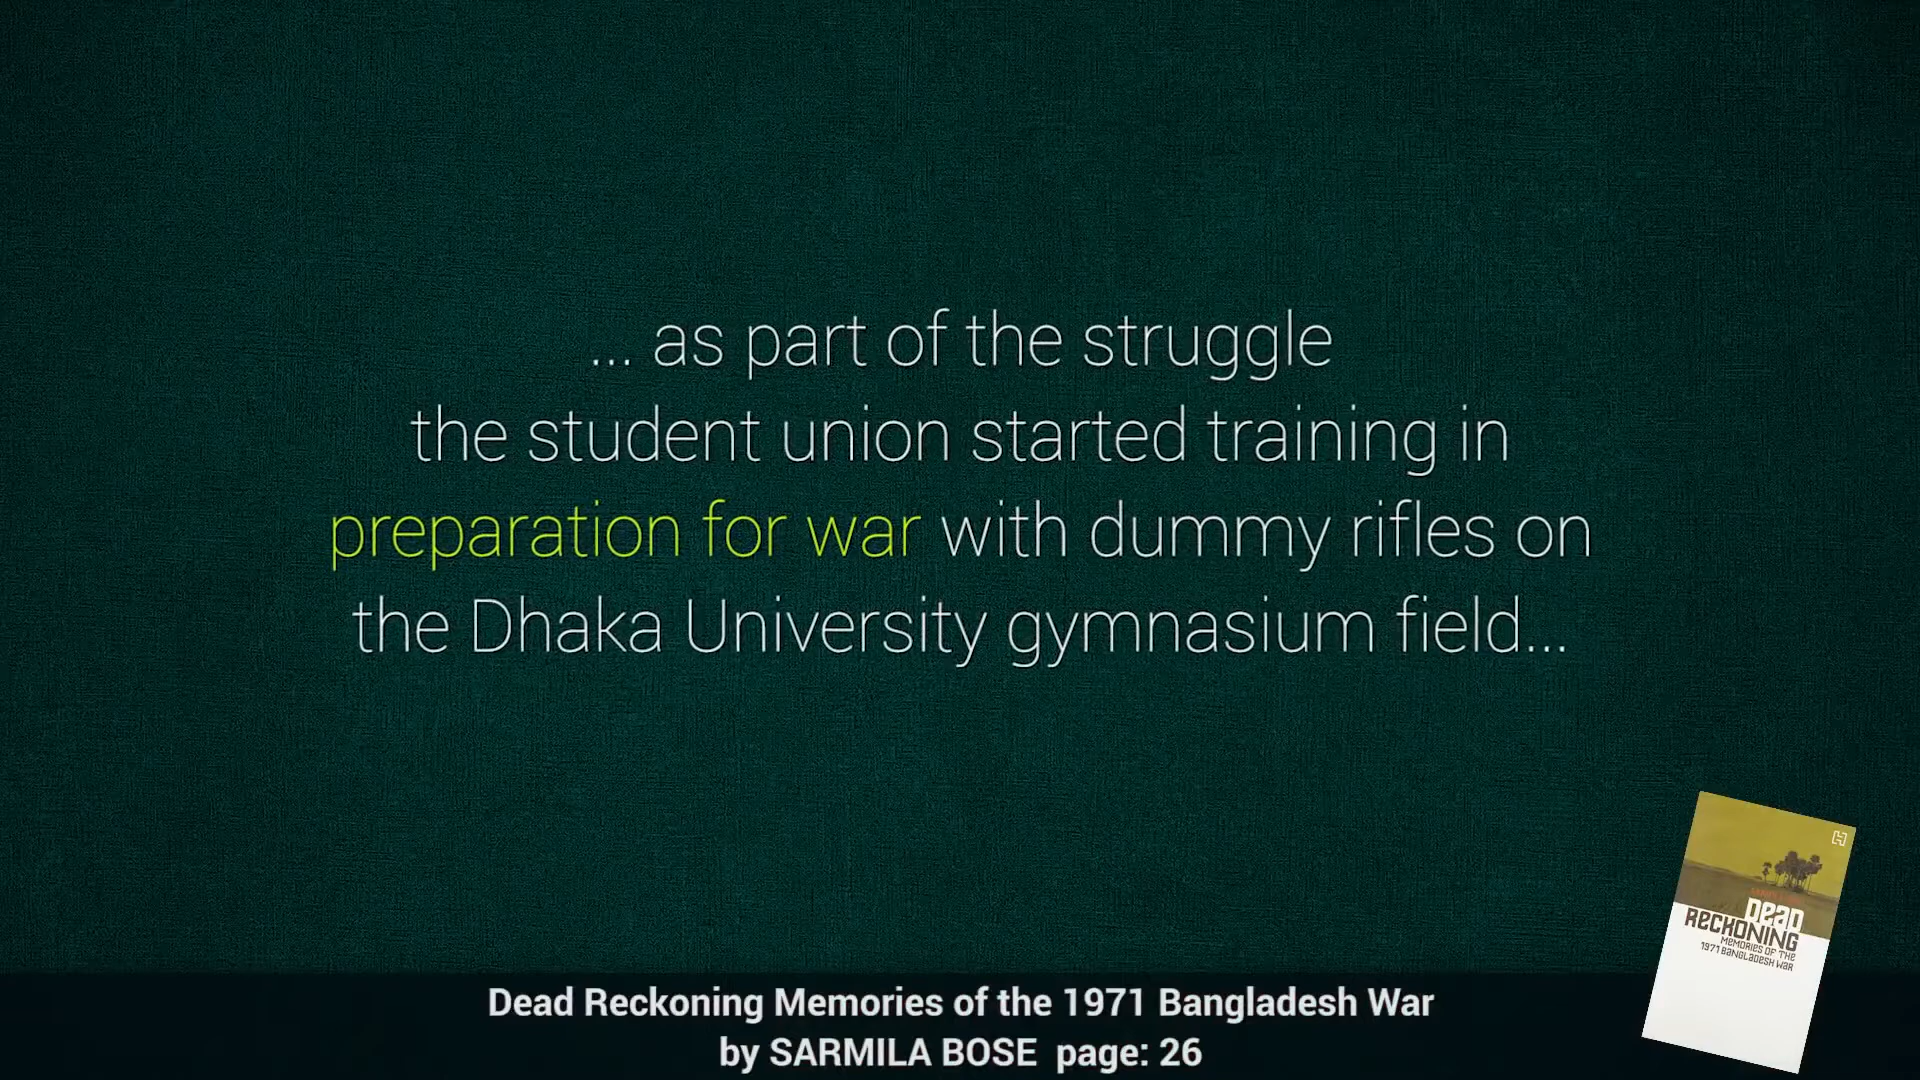 ... as part of the struggle
the student union started training in
preparation for war with dummy rifles on
the Dhaka University gymnasium field...
DEAD
RECKONING
MEMORIES OF THE
1971 BANGLADESH WAR
Dead Reckoning Memories of the 1971 Bangladesh War
by SARMILA BOSE page: 26